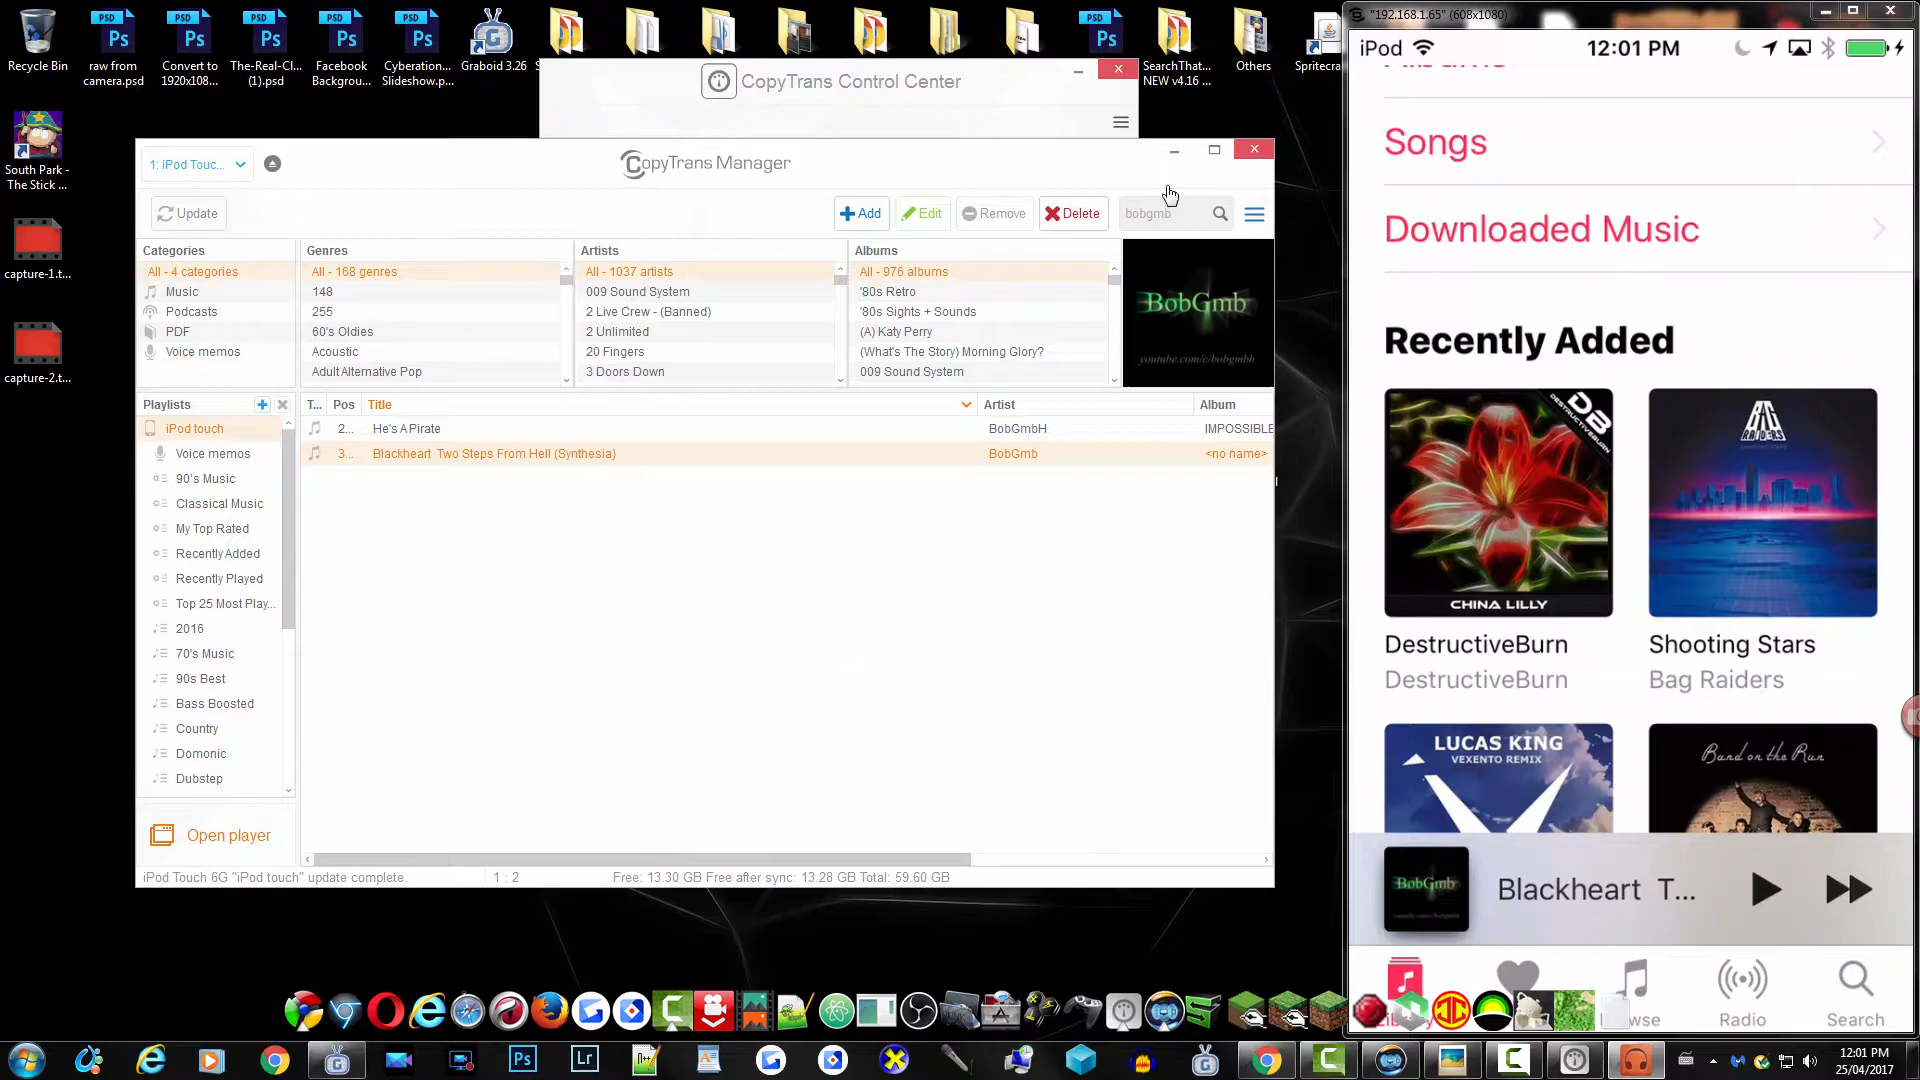 Recycle Bin
raw from
camera.psd
Convert to
1920x108...
The-Real-Cl...
(1).psd
Facebook
Backgrou...
Cyberation...
Slideshow.p...
Graboid 3.26
SearchThat...
NEW v4.16 ...
Others
Spritecra
South Park -
The Stick ...
capture-1.t...
capture-2.t...
CopyTrans Control Center
CopyTrans Manager
1: iPod Touc...
Update
Add
Edit
Remove
Delete
bobgmb
Categories
All - 4 categories
Music
Podcasts
PDF
Voice memos
Genres
All - 168 genres
148
255
60's Oldies
Acoustic
Adult Alternative Pop
Artists
All - 1037 artists
009 Sound System
2 Live Crew - (Banned)
2 Unlimited
20 Fingers
3 Doors Down
Albums
All - 976 albums
'80s Retro
'80s Sights + Sounds
(A) Katy Perry
(What's The Story) Morning Glory?
009 Sound System
BobGmb
youtube.com/c/bobgmbh
Playlists
iPod touch
Voice memos
90's Music
Classical Music
My Top Rated
Recently Added
Recently Played
Top 25 Most Play...
2016
70's Music
90s Best
Bass Boosted
Country
Domonic
Dubstep
Open player
T... Pos Title Artist Album
2... He's A Pirate BobGmbH IMPOSSIBLE
3... Blackheart Two Steps From Hell (Synthesia) BobGmb <no name>
iPod Touch 6G "iPod touch" update complete. 1 : 2 Free: 13.30 GB Free after sync: 13.28 GB Total: 59.60 GB
"192.168.1.65" (608x1080)
iPod 12:01 PM
Songs
Downloaded Music
Recently Added
DESTRUCTIVEBURN
DB
CHINA LILLY
BAG
RAIDERS
DestructiveBurn
DestructiveBurn
Shooting Stars
Bag Raiders
LUCAS KING
VEXENTO REMIX
Band on the Run
BobGmb
Blackheart T...
Radio
Search
12:01 PM
25/04/2017